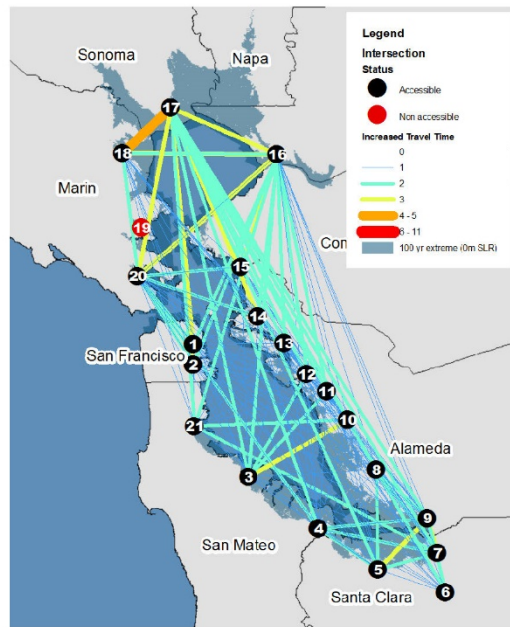 Sonoma
Napa
Legend
Intersection
Status
Accessible
Non accessible
Increased Travel Time
0
1
2
3
4 - 5
6 - 11
100 yr extreme (0m SLR)
17
18
16
Marin
19
Con
20
15
14
1
13
San Francisco
2
12
11
10
21
Alameda
3
8
9
4
San Mateo
7
5
6
Santa Clara